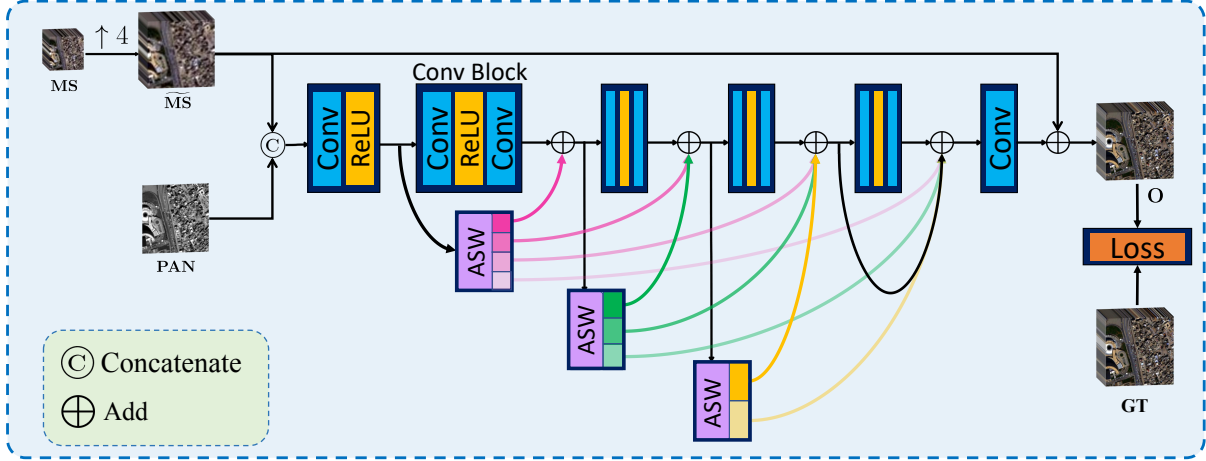 MS
↑ 4
M͠S
PAN
C
Conv
ReLU
Conv Block
Conv
ReLU
Conv
ASW
ASW
ASW
Conv
O
Loss
GT
C Concatenate
Add